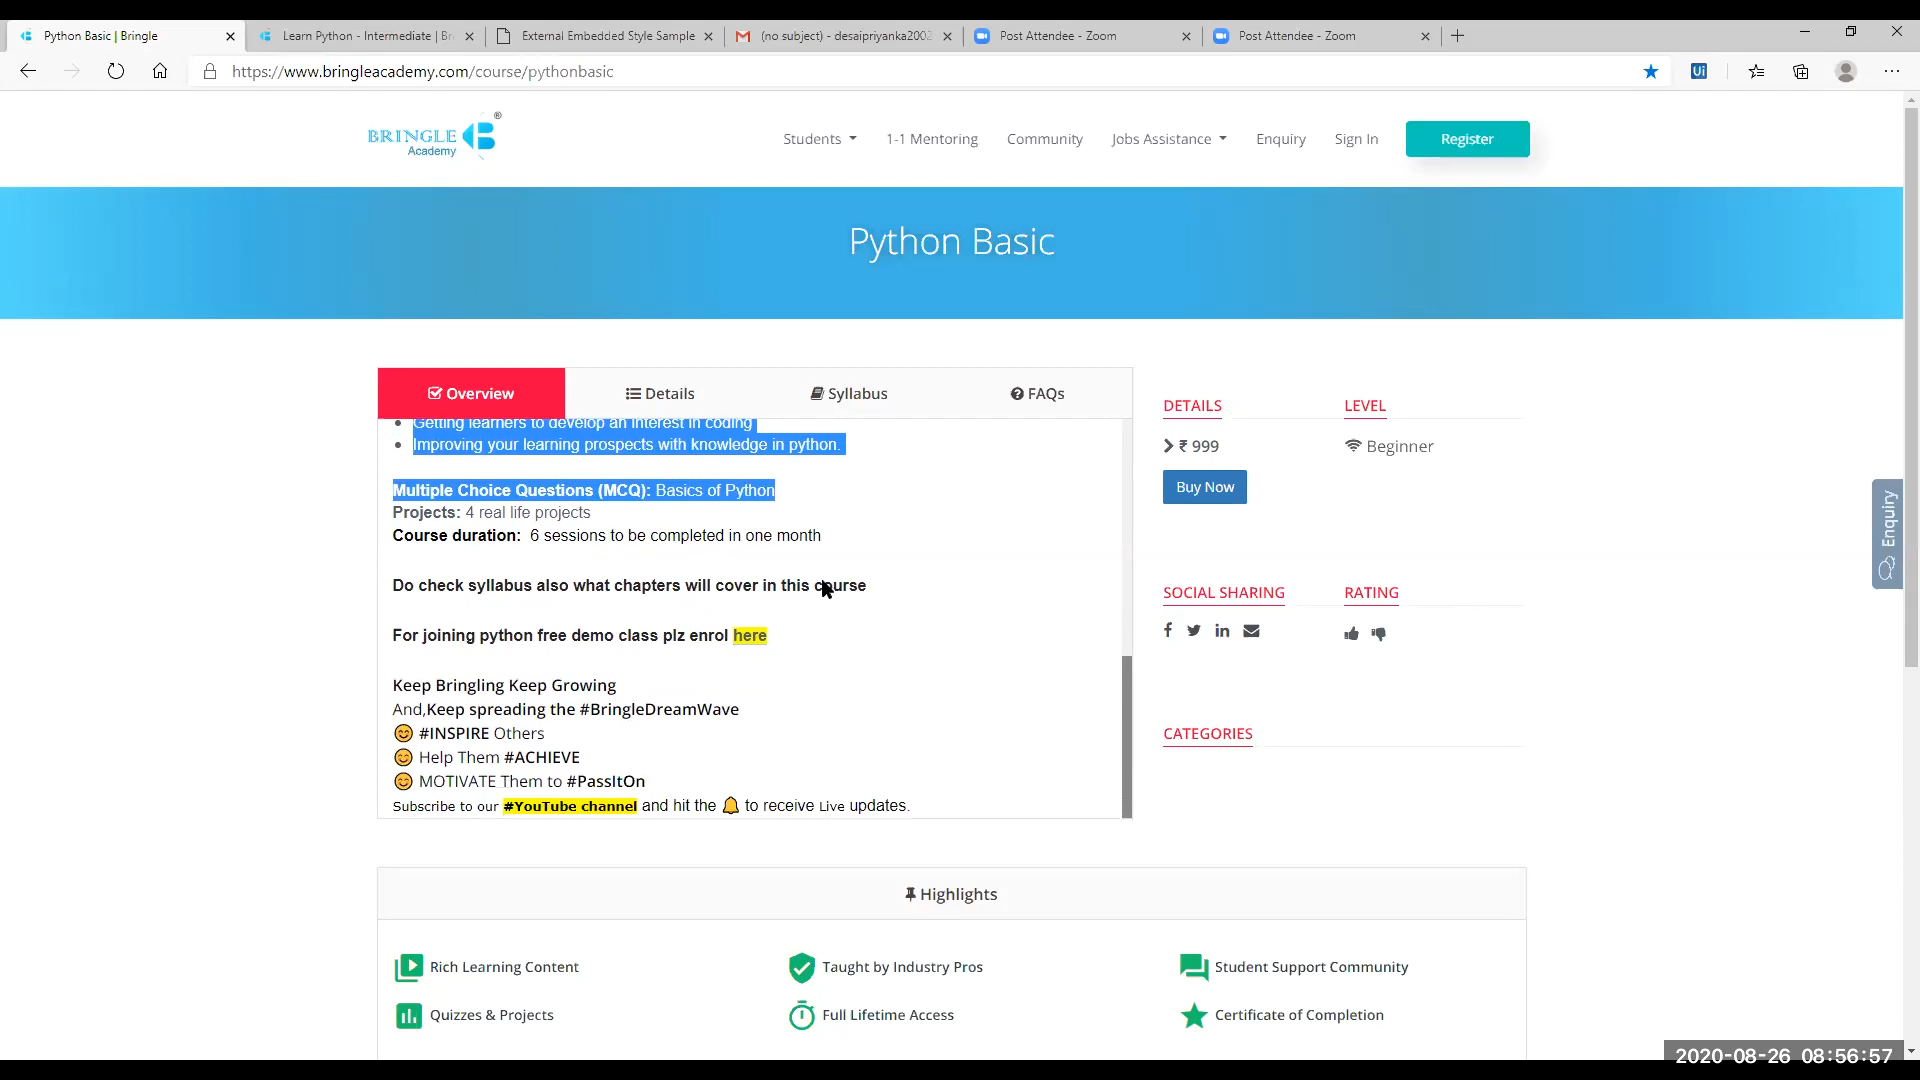 Python Basic | Bringle
Learn Python - Intermediate | Br
External Embedded Style Sample
(no subject) - desaipriyanka2002
Post Attendee - Zoom
Post Attendee - Zoom
https://www.bringleacademy.com/course/pythonbasic
Ui
BRINGLE ®
Academy
Students
1-1 Mentoring
Community
Jobs Assistance
Enquiry
Sign In
Register
Python Basic
Overview
Details
Syllabus
FAQs
Getting learners to develop an interest in coding
Improving your learning prospects with knowledge in python.
Multiple Choice Questions (MCQ): Basics of Python
Projects: 4 real life projects
Course duration: 6 sessions to be completed in one month
Do check syllabus also what chapters will cover in this course
For joining python free demo class plz enrol here
Keep Bringling Keep Growing
And,Keep spreading the #BringleDreamWave
😊 #INSPIRE Others
😊 Help Them #ACHIEVE
😊 MOTIVATE Them to #PassItOn
Subscribe to our #YouTube channel and hit the 🔔 to receive Live updates.
DETAILS
₹ 999
Buy Now
LEVEL
Beginner
SOCIAL SHARING
RATING
CATEGORIES
Enquiry
Highlights
Rich Learning Content
Taught by Industry Pros
Student Support Community
Quizzes & Projects
Full Lifetime Access
Certificate of Completion
2020-08-26 08:56:57